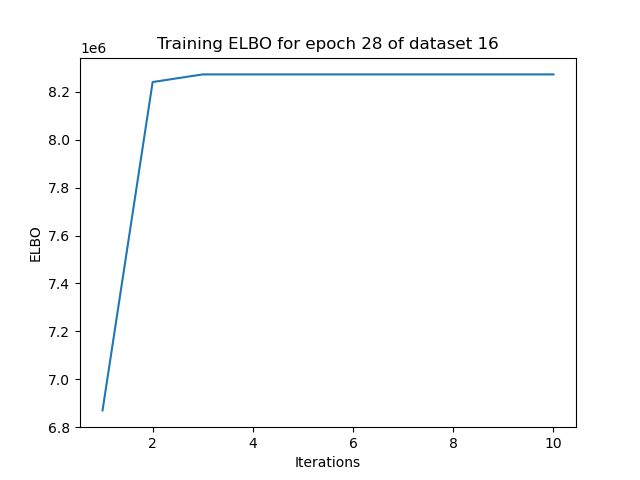 Training ELBO for epoch 28 of dataset 16
1e6
8.2
8.0
7.8
7.6
7.4
7.2
7.0
6.8
ELBO
2 4 6 8 10
Iterations